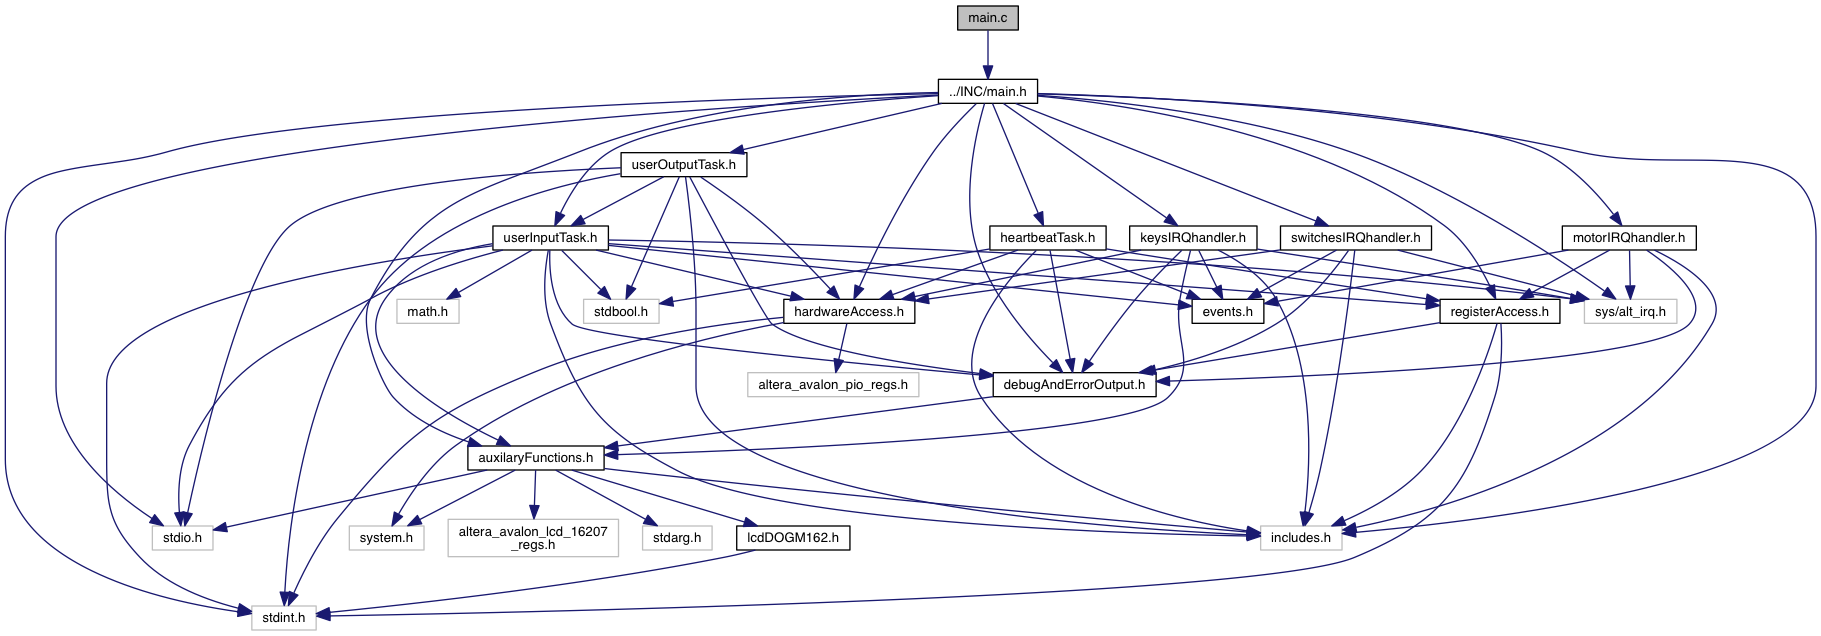 main.c
../INC/main.h
userOutputTask.h
userInputTask.h
heartbeatTask.h
keysIRQhandler.h
switchesIRQhandler.h
motorIRQhandler.h
math.h
stdbool.h
hardwareAccess.h
events.h
registerAccess.h
sys/alt_irq.h
altera_avalon_pio_regs.h
debugAndErrorOutput.h
auxilaryFunctions.h
stdio.h
system.h
altera_avalon_lcd_16207
_regs.h
stdarg.h
lcdDOGM162.h
includes.h
stdint.h